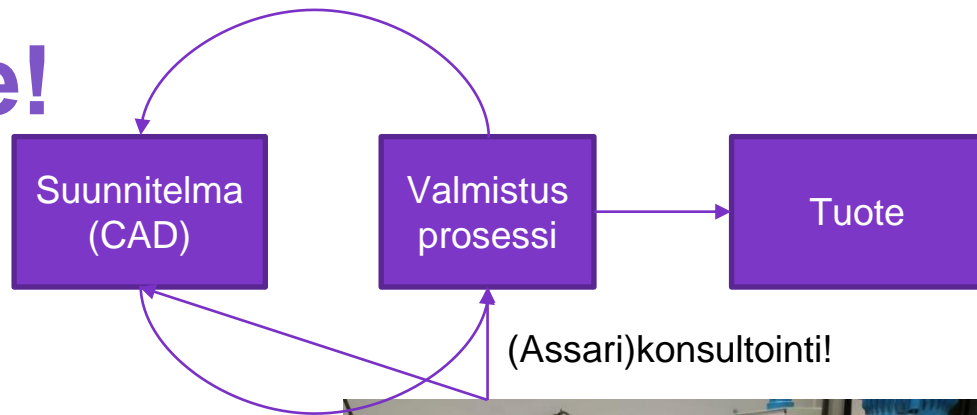 e!
Suunnitelma
(CAD)
Valmistus
prosessi
Tuote
(Assari)konsultointi!